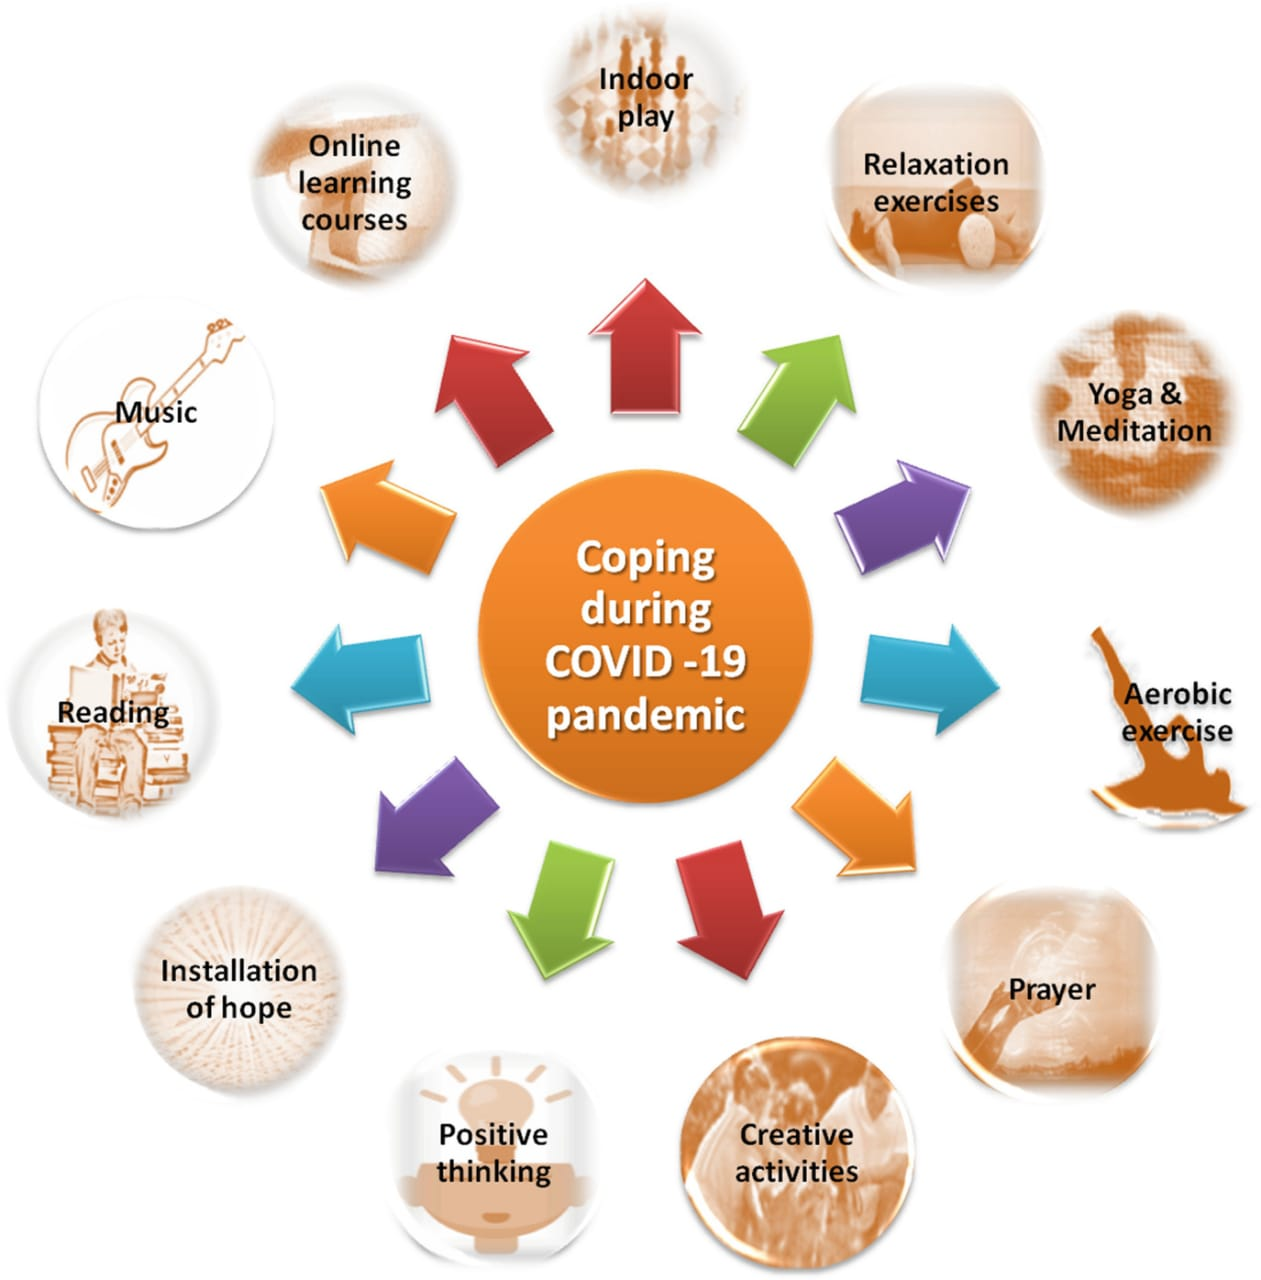 Indoor
play
Relaxation
exercises
Yoga &
Meditation
Aerobic
exercise
Prayer
Creative
activities
Positive
thinking
Installation
of hope
Reading
Music
Online
learning
courses
Coping
during
COVID -19
pandemic